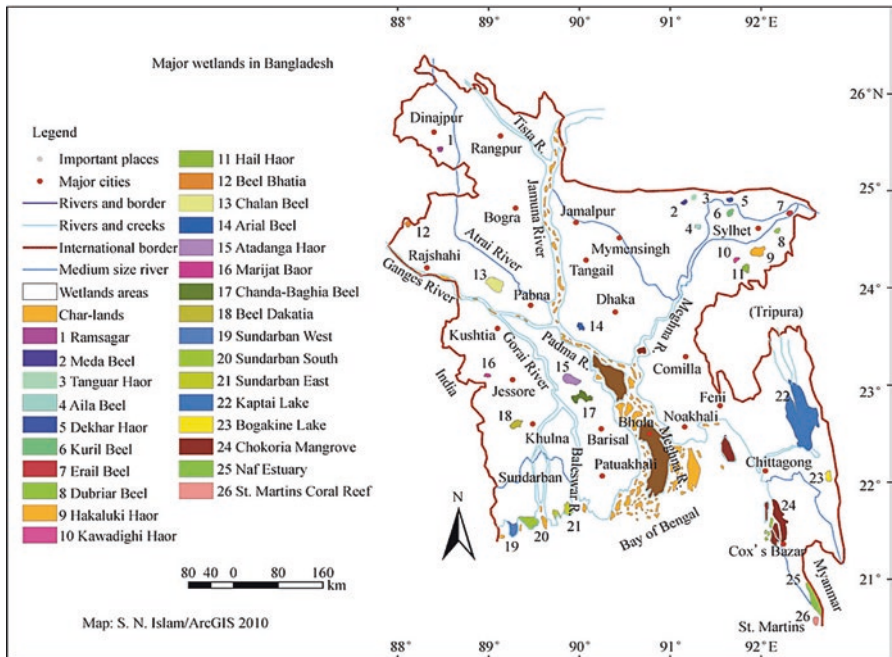 88° 89° 90° 91° 92°E
Major wetlands in Bangladesh
Legend
Important places
Major cities
Rivers and border
Rivers and creeks
International border
Medium size river
Wetlands areas
Char-lands
1 Ramsagar
2 Meda Beel
3 Tanguar Haor
4 Aila Beel
5 Dekhar Haor
6 Kuril Beel
7 Erail Beel
8 Dubriar Beel
9 Hakaluki Haor
10 Kawadighi Haor
11 Hail Haor
12 Beel Bhatia
13 Chalan Beel
14 Arial Beel
15 Atadanga Haor
16 Marijat Baor
17 Chanda-Baghia Beel
18 Beel Dakatia
19 Sundarban West
20 Sundarban South
21 Sundarban East
22 Kaptai Lake
23 Bogakine Lake
24 Chokoria Mangrove
25 Naf Estuary
26 St. Martins Coral Reef
80 40 0 80 160
km
Map: S. N. Islam/ArcGIS 2010
N
Dinajpur
1
Rangpur
Tista R.
Bogra
Jamuna River
Jamalpur
Mymensingh
2
3
4
5
6
7
Sylhet
8
9
10
11
12
Rajshahi
Atrai River
Ganges River
13
Pabna
Tangail
Dhaka
14
Meghna R.
(Tripura)
Kushtia
Gorai River
Padma R.
Comilla
India
16
Jessore
15
17
Feni
22
18
Khulna
Barisal
Bhola
Noakhali
Meghna R.
Patuakhali
Chittagong
23
Sundarban
Baleswar R.
19
20
21
Bay of Bengal
24
Cox's Bazar
25
Myanmar
26
St. Martins
26°N
25°
24°
23°
22°
21°
88° 89° 90° 91° 92°E